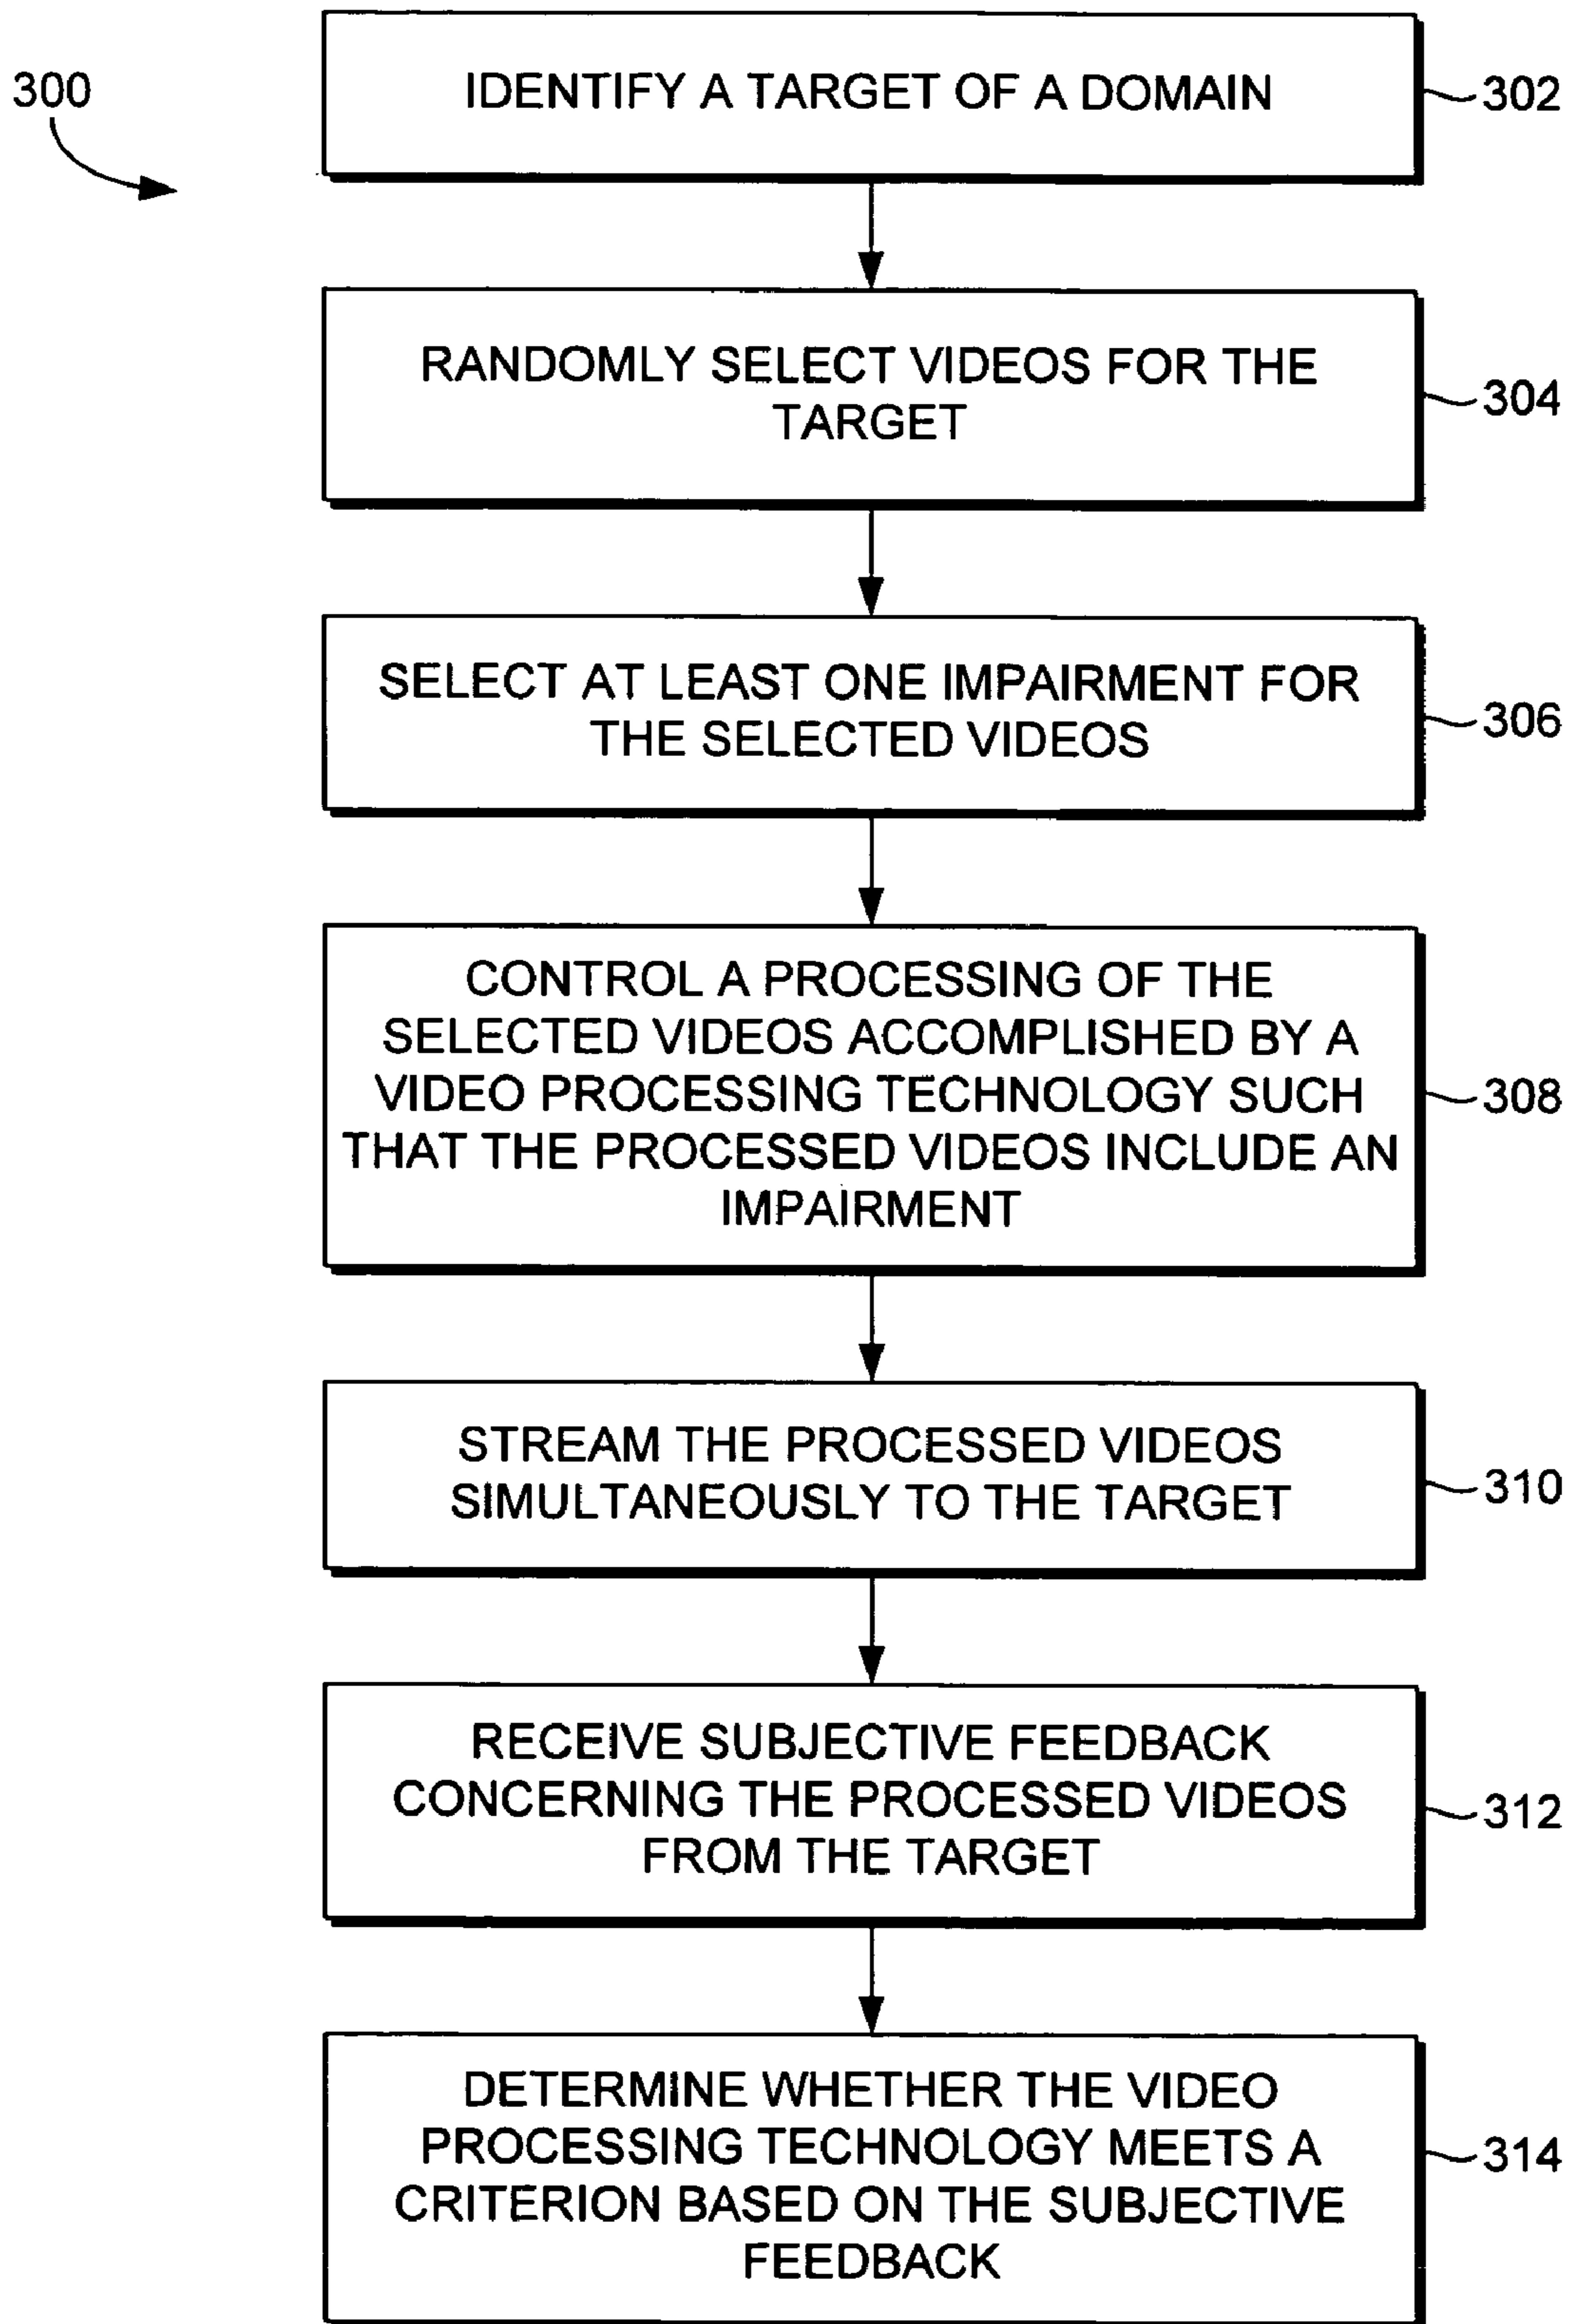 300
IDENTIFY A TARGET OF A DOMAIN
302
RANDOMLY SELECT VIDEOS FOR THE
TARGET
304
SELECT AT LEAST ONE IMPAIRMENT FOR
THE SELECTED VIDEOS
306
CONTROL A PROCESSING OF THE
SELECTED VIDEOS ACCOMPLISHED BY A
VIDEO PROCESSING TECHNOLOGY SUCH
THAT THE PROCESSED VIDEOS INCLUDE AN
IMPAIRMENT
308
STREAM THE PROCESSED VIDEOS
SIMULTANEOUSLY TO THE TARGET
310
RECEIVE SUBJECTIVE FEEDBACK
CONCERNING THE PROCESSED VIDEOS
FROM THE TARGET
312
DETERMINE WHETHER THE VIDEO
PROCESSING TECHNOLOGY MEETS A
CRITERION BASED ON THE SUBJECTIVE
FEEDBACK
314